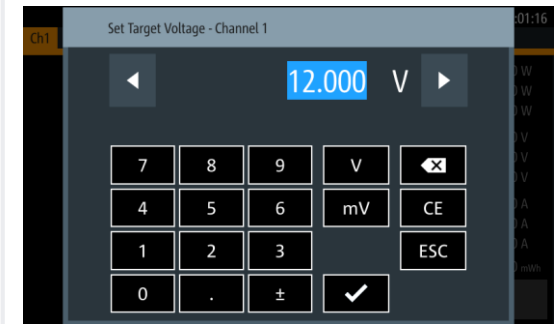 :01:16
Ch1
Set Target Voltage - Channel 1
12.000 V
W
W
W
7 8 9 V
V
V
V
4 5 6 mV CE
A
A
1 2 3 ESC
A
mWh
0 . ±